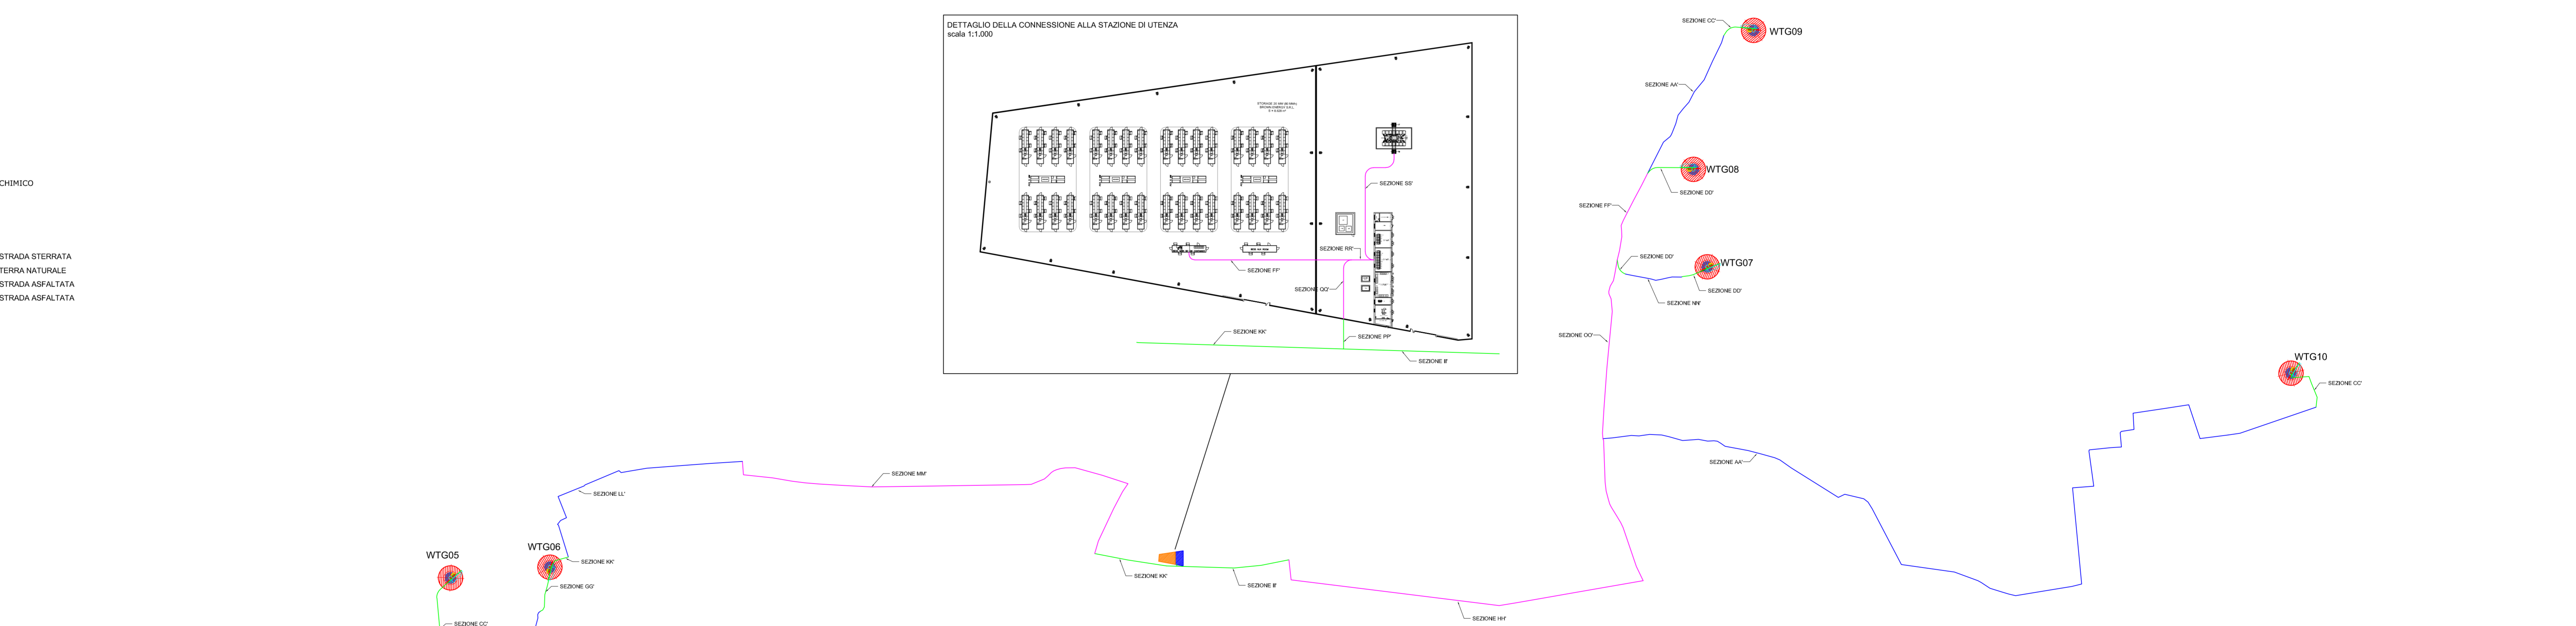 DETTAGLIO DELLA CONNESSIONE ALLA STAZIONE DI UTENZA
scala 1:1.000
SEZIONE CC'
WTG09
SEZIONE AA'
CHIMICO
WTG08
SEZIONE DD'
SEZIONE SS'
SEZIONE FF'
SEZIONE RR'
STRADA STERRATA
TERRA NATURALE
STRADA ASFALTATA
STRADA ASFALTATA
SEZIONE FF'
SEZIONE QQ'
SEZIONE DD'
WTG07
SEZIONE DD'
SEZIONE NN'
SEZIONE KK'
SEZIONE PP'
SEZIONE II'
SEZIONE OO'
WTG10
SEZIONE CC'
SEZIONE AA'
SEZIONE MM'
SEZIONE LL'
WTG05
WTG06
SEZIONE KK'
SEZIONE GG'
SEZIONE CC'
SEZIONE KK'
SEZIONE II'
SEZIONE HH'